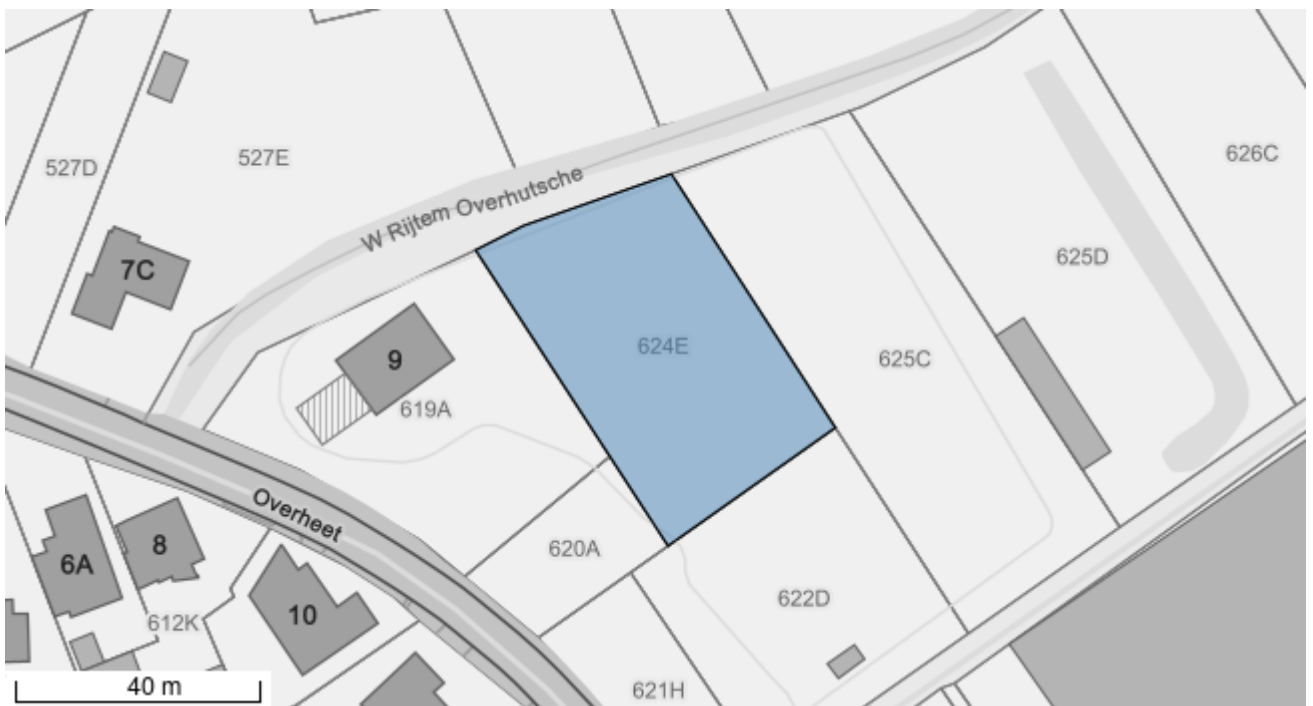 527D
527E
626C
W Rijtem Overhutsche
7C
625D
624E
9
625C
619A
Overheet
8
6A
620A
10
622D
612K
621H
40 m